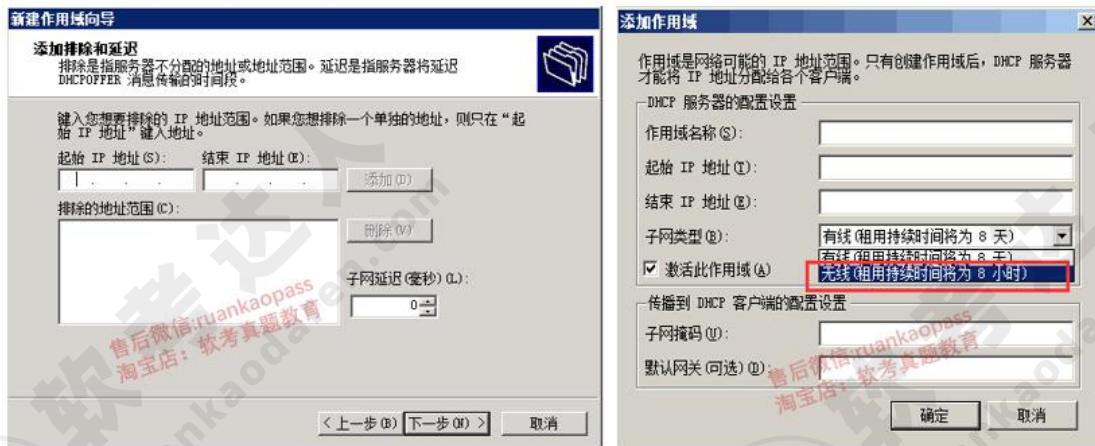 新建作用域向导
添加排除和延迟
排除是指服务器不分配的地址或地址范围。延迟是指服务器将延迟
DHCPOFFER 消息传输的时间段。
键入您想要排除的 IP 地址范围。如果您想排除一个单独的地址，则只在“起
始 IP 地址”键入地址。
起始 IP 地址(S):
结束 IP 地址(E):
添加(D)
排除的地址范围(C):
删除(V)
子网延迟(毫秒)(L):
0
<上一步(B)
下一步(N) >
取消
添加作用域
作用域是网络可能的 IP 地址范围。只有创建作用域后，DHCP 服务器
才能将 IP 地址分配给各个客户端。
DHCP 服务器的配置设置
作用域名称(S):
起始 IP 地址(T):
结束 IP 地址(E):
子网类型(B):
有线(租用持续时间将为 8 天)
有线(租用持续时间将为 8 天)
无线(租用持续时间将为 8 小时)
激活此作用域(A)
传播到 DHCP 客户端的配置设置
子网掩码(U):
默认网关(可选)(D):
确定
取消
售后微信:ruankaopass
淘宝店：软考真题教育
售后微信:ruankaopass
淘宝店：软考真题教育